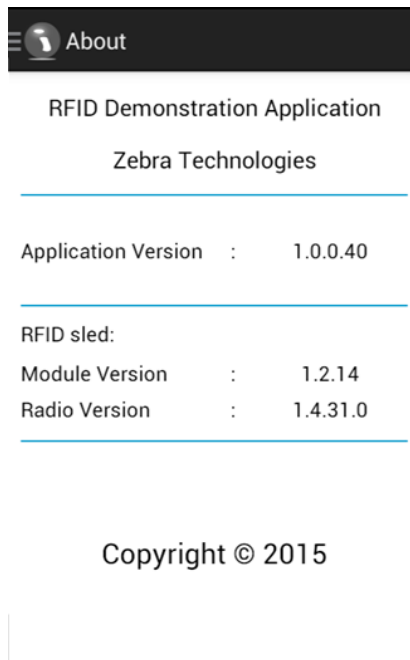 About
RFID Demonstration Application
Zebra Technologies
Application Version : 1.0.0.40
RFID sled:
Module Version : 1.2.14
Radio Version : 1.4.31.0
Copyright © 2015